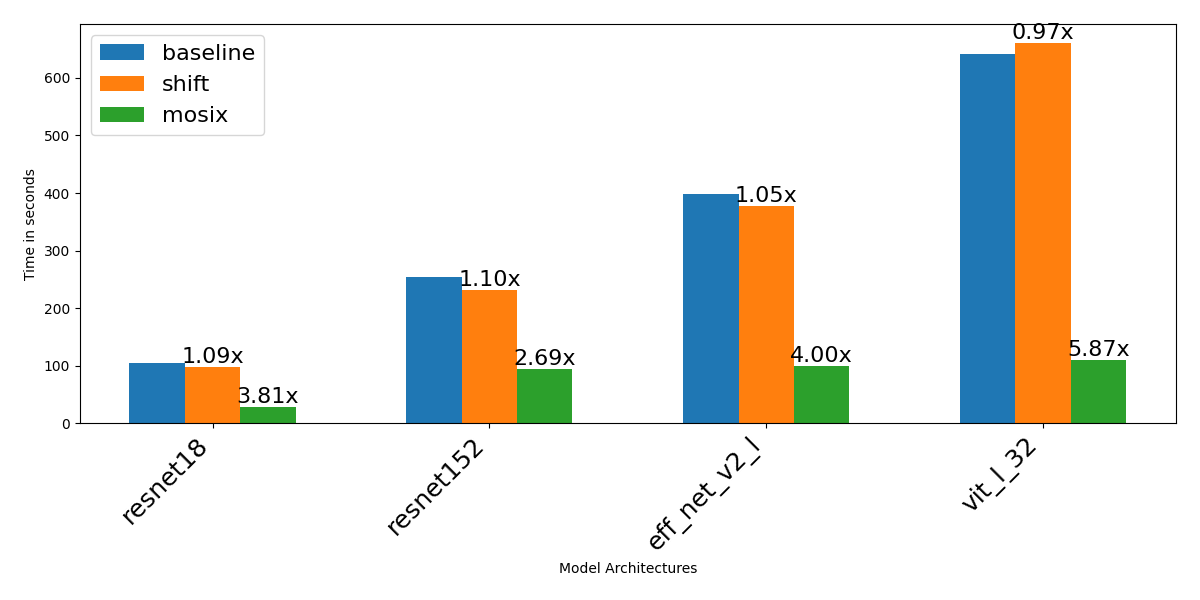 baseline
shift
mosix
Time in seconds
600
500
400
300
200
100
0
1.09x
3.81x
1.10x
2.69x
1.05x
4.00x
0.97x
5.87x
resnet18
resnet152
eff_net_v2_l
vit_l_32
Model Architectures